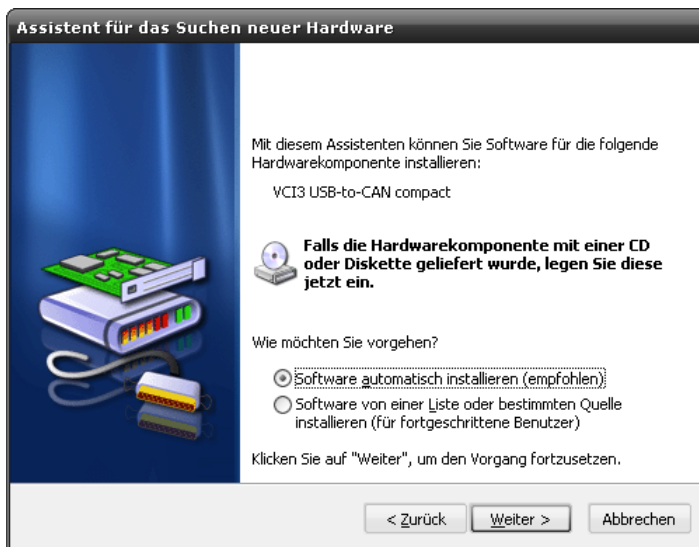 Assistent für das Suchen neuer Hardware
Mit diesem Assistenten können Sie Software für die folgende
Hardwarekomponente installieren:
VCI3 USB-to-CAN compact
Falls die Hardwarekomponente mit einer CD
oder Diskette geliefert wurde, legen Sie diese
jetzt ein.
Wie möchten Sie vorgehen?
Software automatisch installieren (empfohlen)
Software von einer Liste oder bestimmten Quelle
installieren (für fortgeschrittene Benutzer)
Klicken Sie auf "Weiter", um den Vorgang fortzusetzen.
< Zurück Weiter > Abbrechen